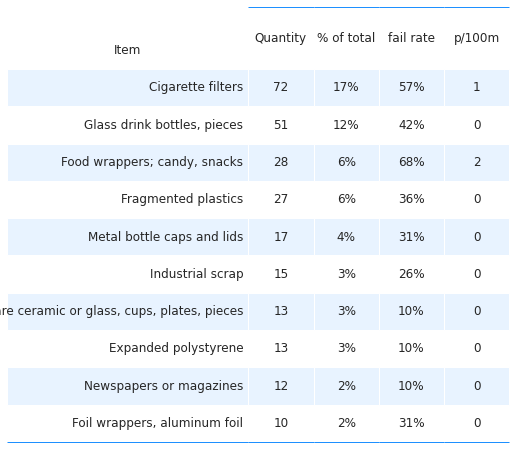 Item Quantity % of total fail rate p/100m
Cigarette filters 72 17% 57% 1
Glass drink bottles, pieces 51 12% 42% 0
Food wrappers; candy, snacks 28 6% 68% 2
Fragmented plastics 27 6% 36% 0
Metal bottle caps and lids 17 4% 31% 0
Industrial scrap 15 3% 26% 0
re ceramic or glass, cups, plates, pieces 13 3% 10% 0
Expanded polystyrene 13 3% 10% 0
Newspapers or magazines 12 2% 10% 0
Foil wrappers, aluminum foil 10 2% 31% 0